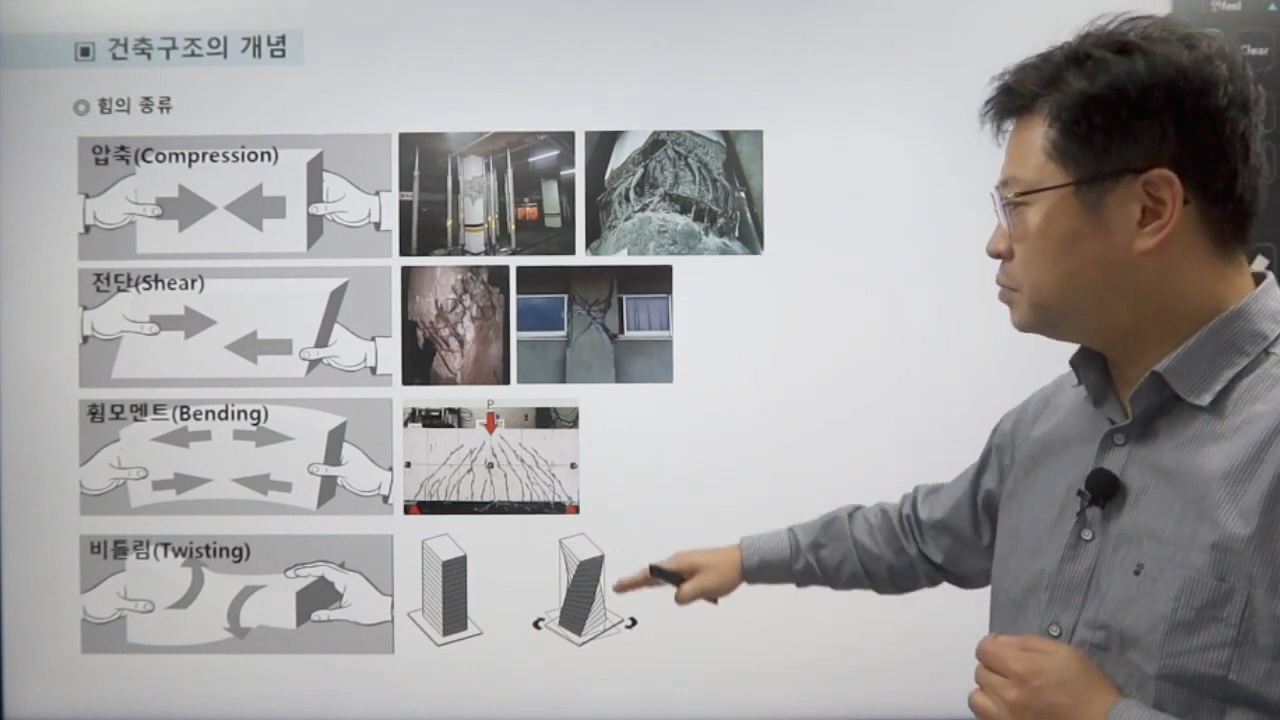 건축구조의 개념
힘의 종류
압축(Compression)
전단(Shear)
휨모멘트(Bending)
P
비틀림(Twisting)